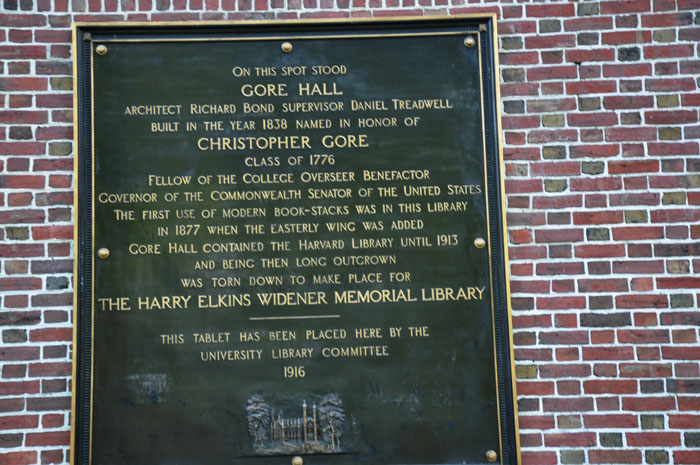 ON THIS SPOT STOOD
GORE HALL
ARCHITECT RICHARD BOND SUPERVISOR DANIEL TREADWELL
BUILT IN THE YEAR 1838 NAMED IN HONOR OF
CHRISTOPHER GORE
CLASS OF 1776
FELLOW OF THE COLLEGE OVERSEER BENEFACTOR
GOVERNOR OF THE COMMONWEALTH SENATOR OF THE UNITED STATES
THE FIRST USE OF MODERN BOOK-STACKS WAS IN THIS LIBRARY
IN 1877 WHEN THE EASTERLY WING WAS ADDED
GORE HALL CONTAINED THE HARVARD LIBRARY UNTIL 1913
AND BEING THEN LONG OUTGROWN
WAS TORN DOWN TO MAKE PLACE FOR
THE HARRY ELKINS WIDENER MEMORIAL LIBRARY
THIS TABLET HAS BEEN PLACED HERE BY THE
UNIVERSITY LIBRARY COMMITTEE
1916